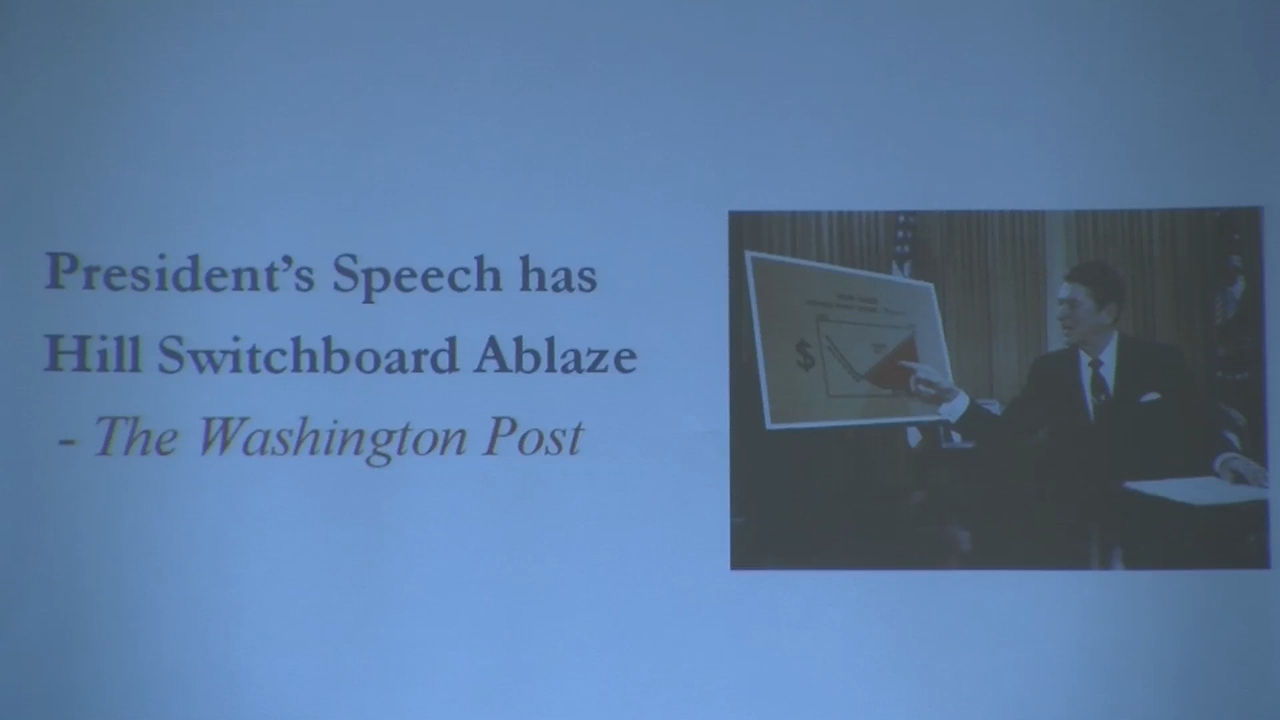 President’s Speech has
Hill Switchboard Ablaze
- The Washington Post
$